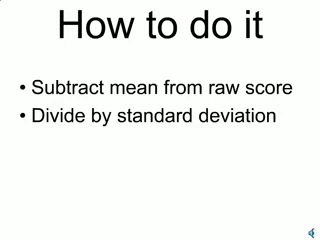 How to do it
• Subtract mean from raw score
• Divide by standard deviation